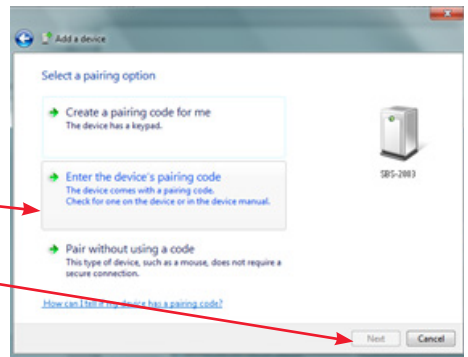 Add a device
Select a pairing option
Create a pairing code for me
The device has a keypad.
Enter the device's pairing code
The device comes with a pairing code.
Check for one on the device or in the device manual.
SBS-2003
Pair without using a code
This type of device, such as a mouse, does not require a
secure connection.
How can I tell if my device has a pairing code?
Next Cancel